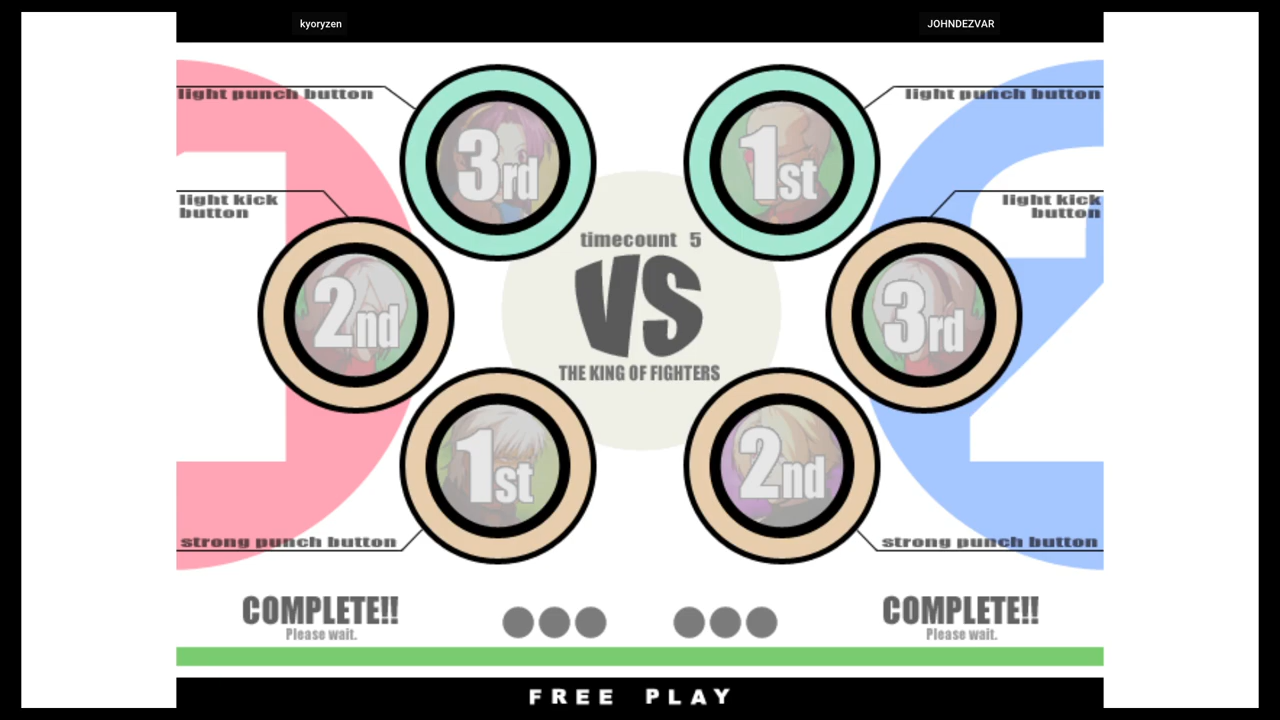 kyoryzen JOHNDEZVAR
light punch button light punch button
3rd 1st
light kick
button
light kick
button
timecount 5
2nd VS 3rd
THE KING OF FIGHTERS
1st 2nd
strong punch button strong punch button
COMPLETE!! COMPLETE!!
Please wait. Please wait.
FREE PLAY